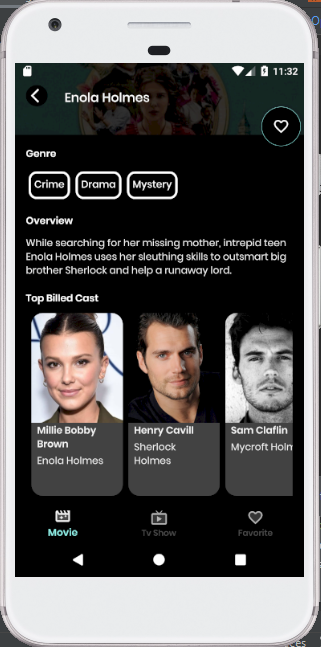 11:32
Enola Holmes
Genre
Crime Drama Mystery
Overview
While searching for her missing mother, intrepid teen
Enola Holmes uses her sleuthing skills to outsmart big
brother Sherlock and help a runaway lord.
Top Billed Cast
Millie Bobby Henry Cavill Sam Claflin
Brown Sherlock Mycroft Holm
Enola Holmes Holmes
Movie Tv Show Favorite